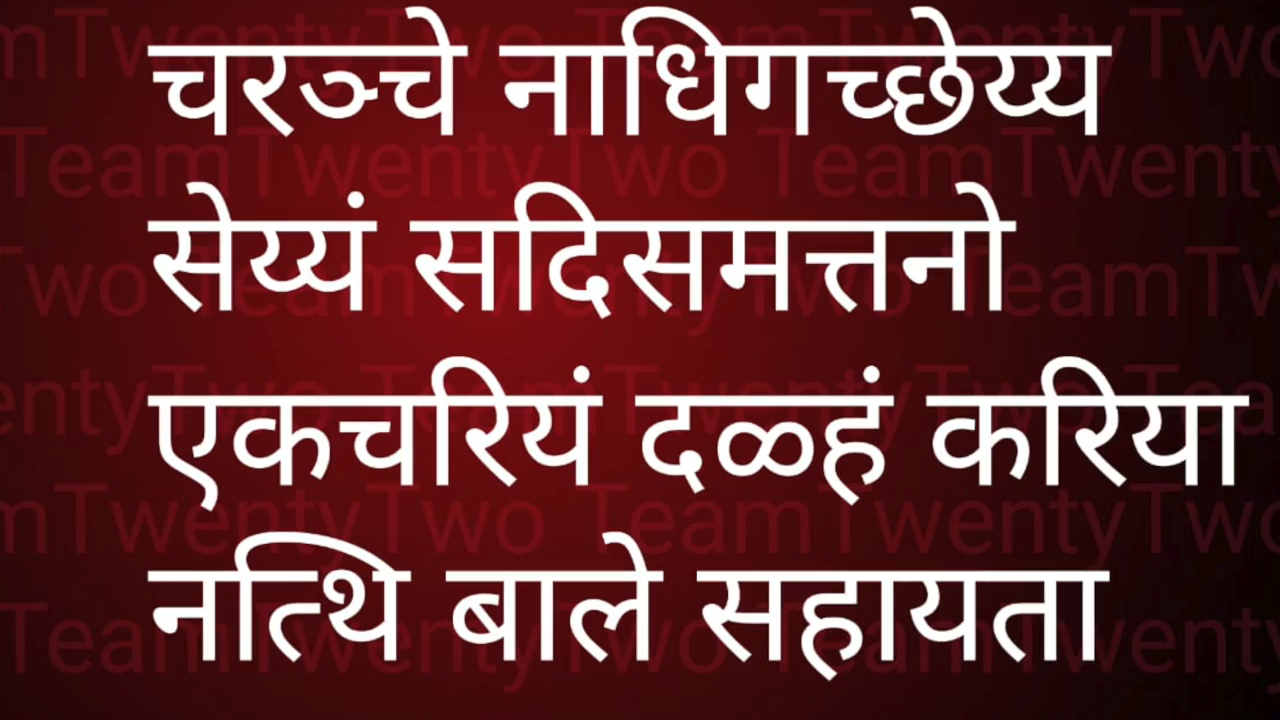 चरञ्चे नाधिगच्छेय्य
सेय्यं सदिसमत्तनो
एकचरियं दळ्हं करिया
नत्थि बाले सहायता